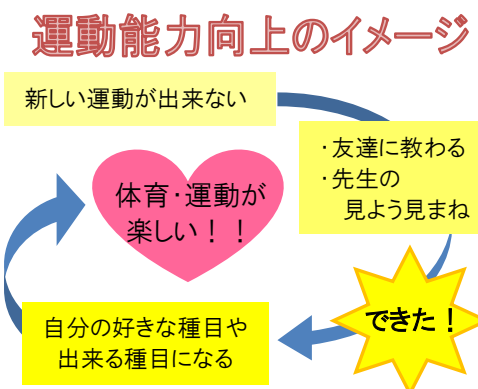 運動能力向上のイメージ
新しい運動が出来ない
・友達に教わる
・先生の
見よう見まね
体育・運動が
楽しい！！
できた！
自分の好きな種目や
出来る種目になる